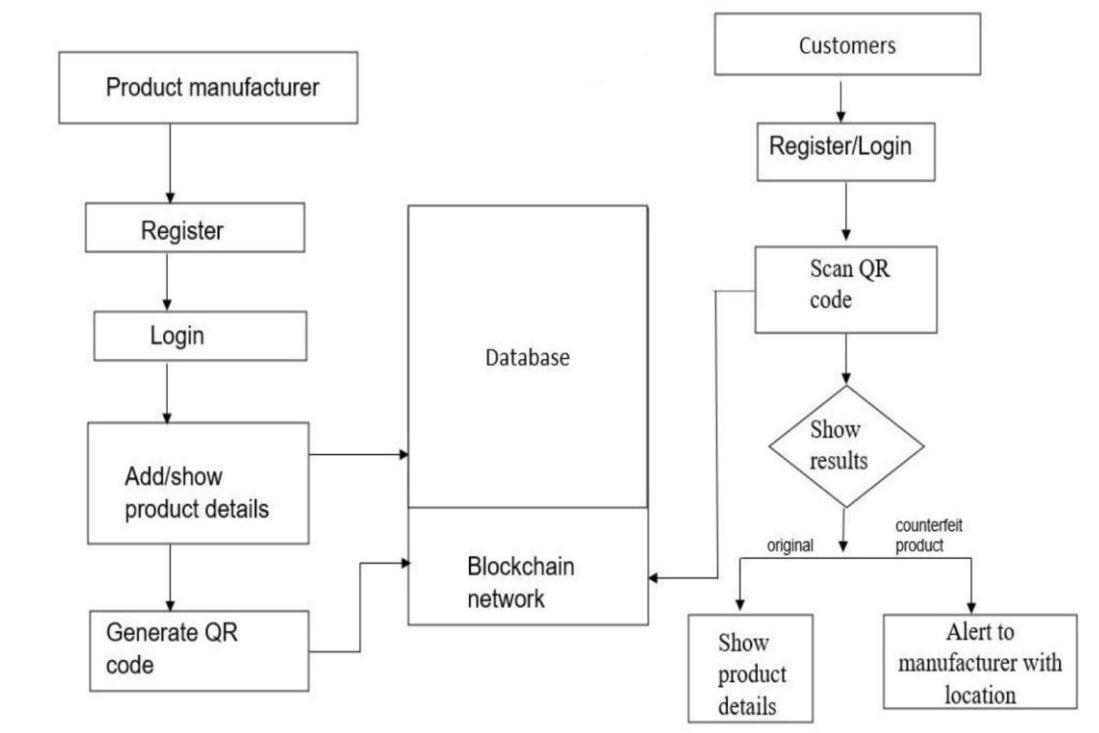 Product manufacturer
Register
Login
Add/show
product details
Generate QR
code
Database
Blockchain
network
Customers
Register/Login
Scan QR
code
Show
results
original
counterfeit
product
Show
product
details
Alert to
manufacturer with
location